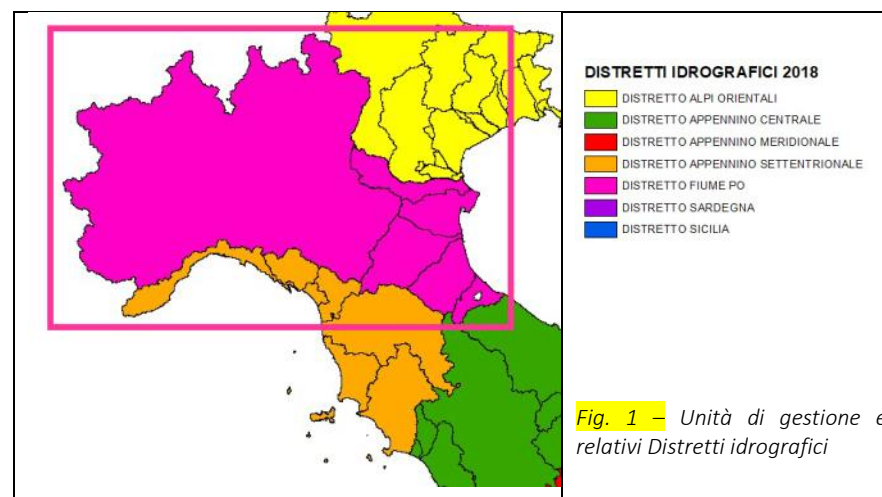 DISTRETTI IDROGRAFICI 2018
DISTRETTO ALPI ORIENTALI
DISTRETTO APPENNINO CENTRALE
DISTRETTO APPENNINO MERIDIONALE
DISTRETTO APPENNINO SETTENTRIONALE
DISTRETTO FIUME PO
DISTRETTO SARDEGNA
DISTRETTO SICILIA
Fig. 1 – Unità di gestione e
relativi Distretti idrografici